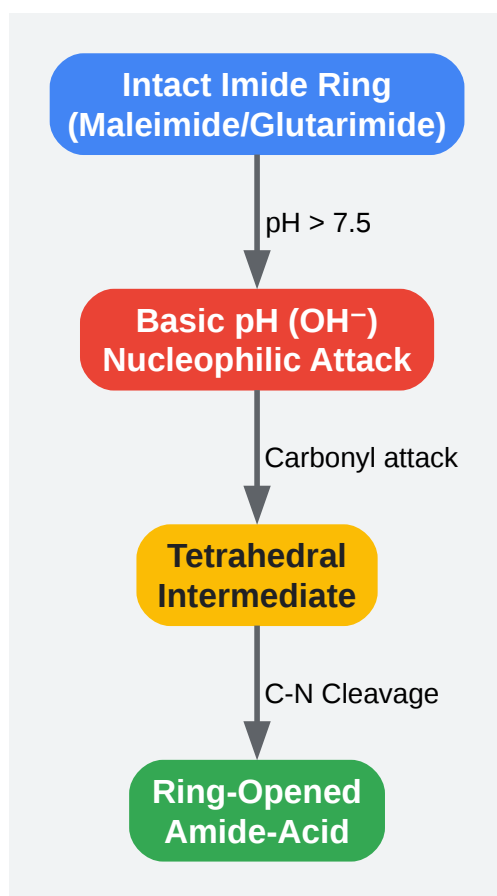 Intact Imide Ring
(Maleimide/Glutarimide)
pH > 7.5
Basic pH (OH⁻)
Nucleophilic Attack
Carbonyl attack
Tetrahedral
Intermediate
C-N Cleavage
Ring-Opened
Amide-Acid